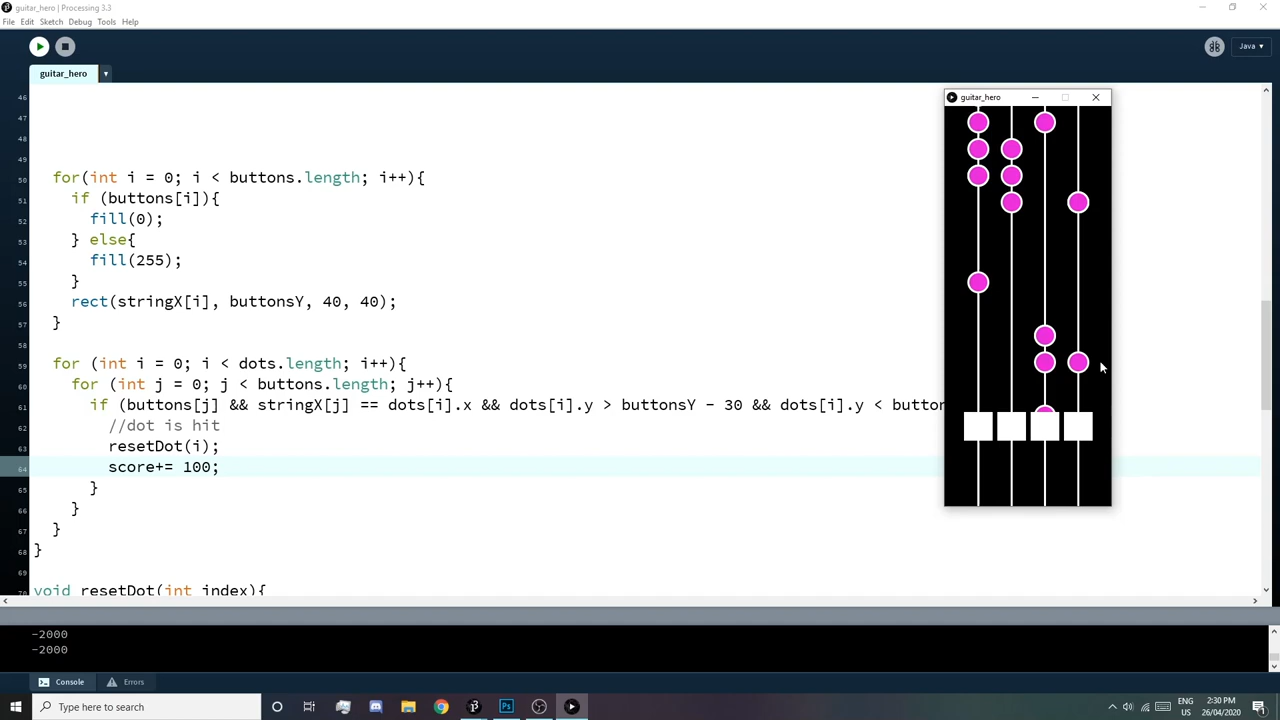 guitar_hero | Processing 3.3
File Edit Sketch Debug Tools Help
Java ▾
guitar_hero ▾
guitar_hero
46
47
48
49
50 for(int i = 0; i < buttons.length; i++){
51 if (buttons[i]){
52 fill(0);
53 } else{
54 fill(255);
55 }
56 rect(stringX[i], buttonsY, 40, 40);
57 }
58
59 for (int i = 0; i < dots.length; i++){
60 for (int j = 0; j < buttons.length; j++){
61 if (buttons[j] && stringX[j] == dots[i].x && dots[i].y > buttonsY - 30 && dots[i].y < button
62 //dot is hit
63 resetDot(i);
64 score+= 100;
65 }
66 }
67 }
68 }
69
70 void resetDot(int index){
-2000
-2000
Console Errors
Type here to search
ENG
US
2:30 PM
26/04/2020